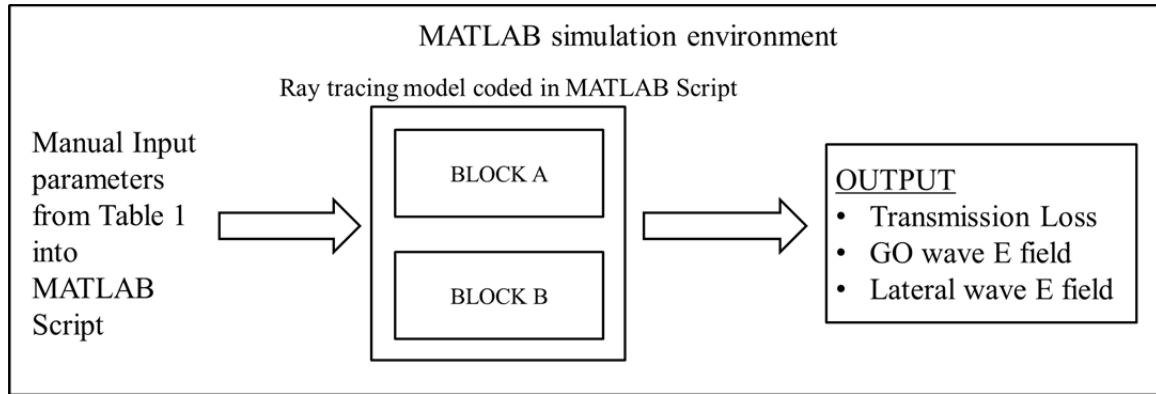 MATLAB simulation environment
Ray tracing model coded in MATLAB Script
Manual Input
parameters
from Table 1
into
MATLAB
Script
BLOCK A
BLOCK B
OUTPUT
• Transmission Loss
• GO wave E field
• Lateral wave E field